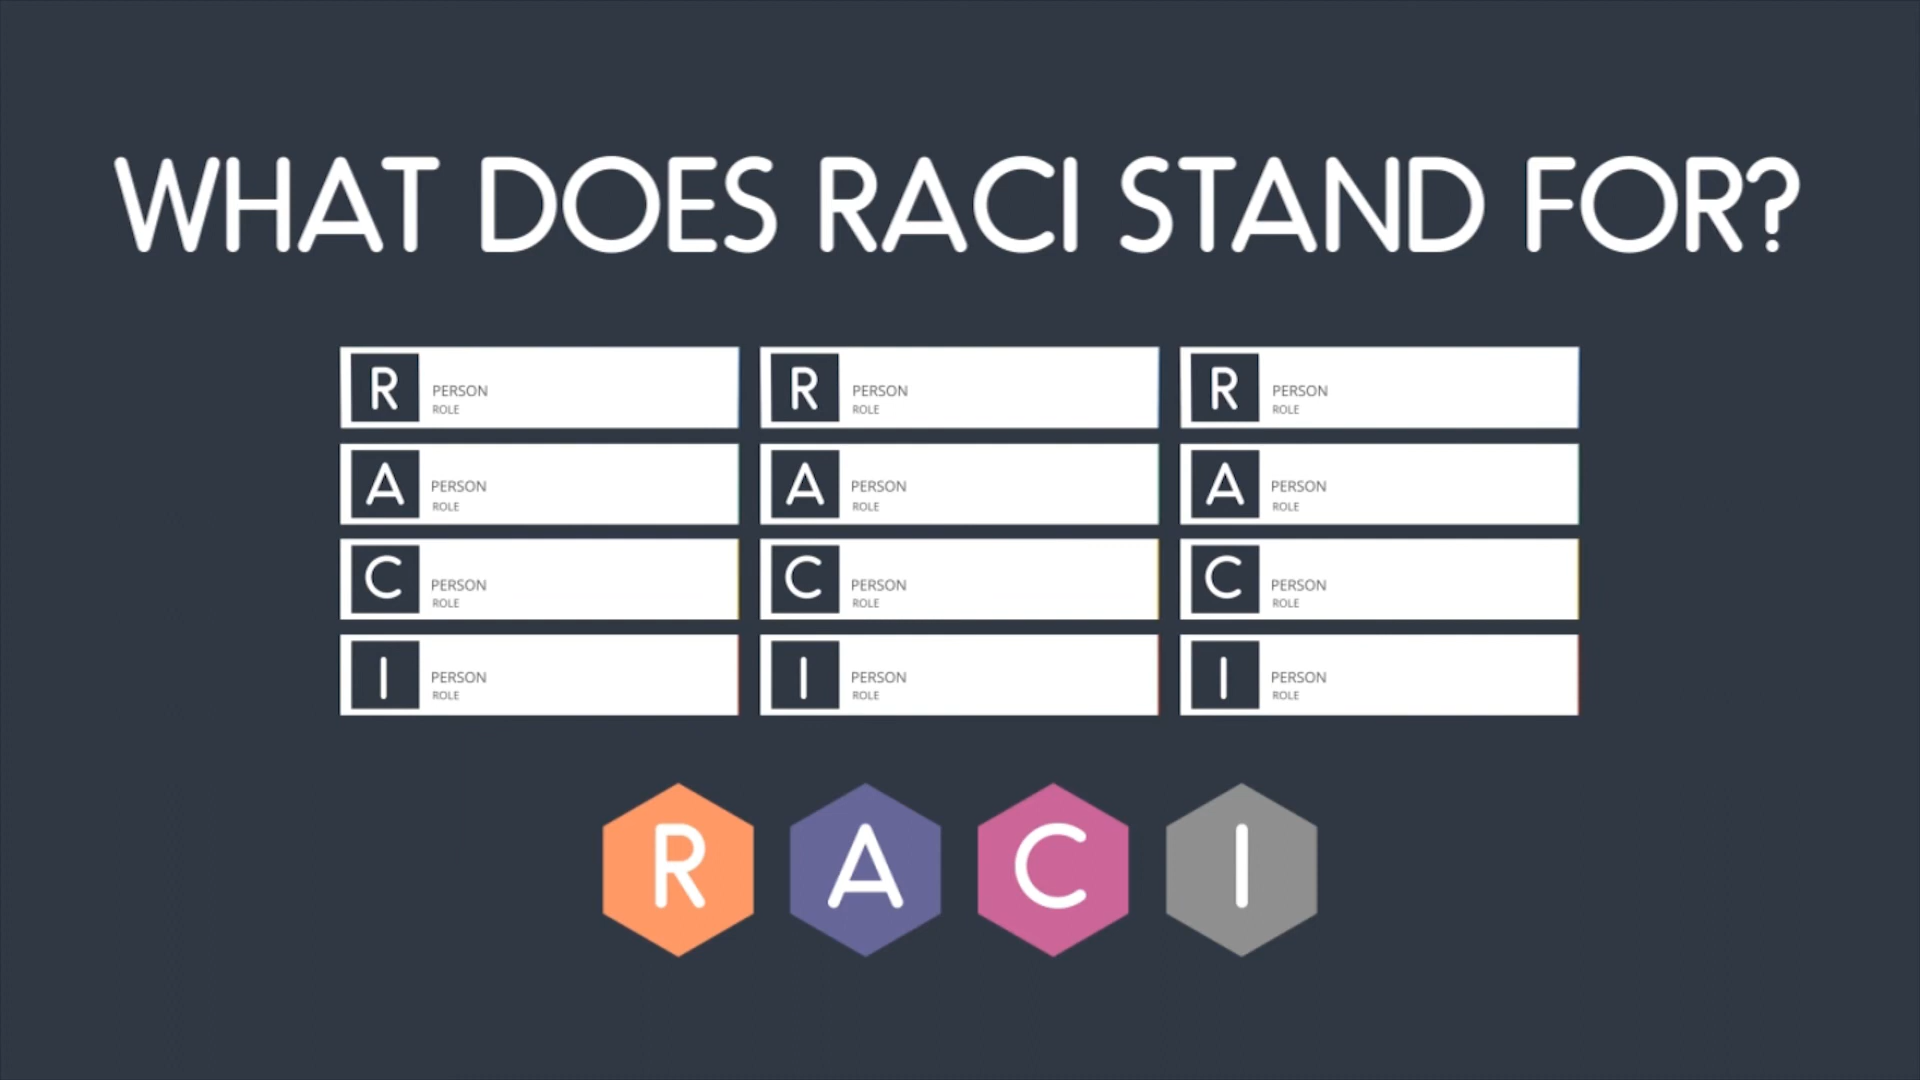 WHAT DOES RACI STAND FOR?
R PERSON ROLE R PERSON ROLE R PERSON ROLE
A PERSON ROLE A PERSON ROLE A PERSON ROLE
C PERSON ROLE C PERSON ROLE C PERSON ROLE
I PERSON ROLE I PERSON ROLE I PERSON ROLE
R A C I